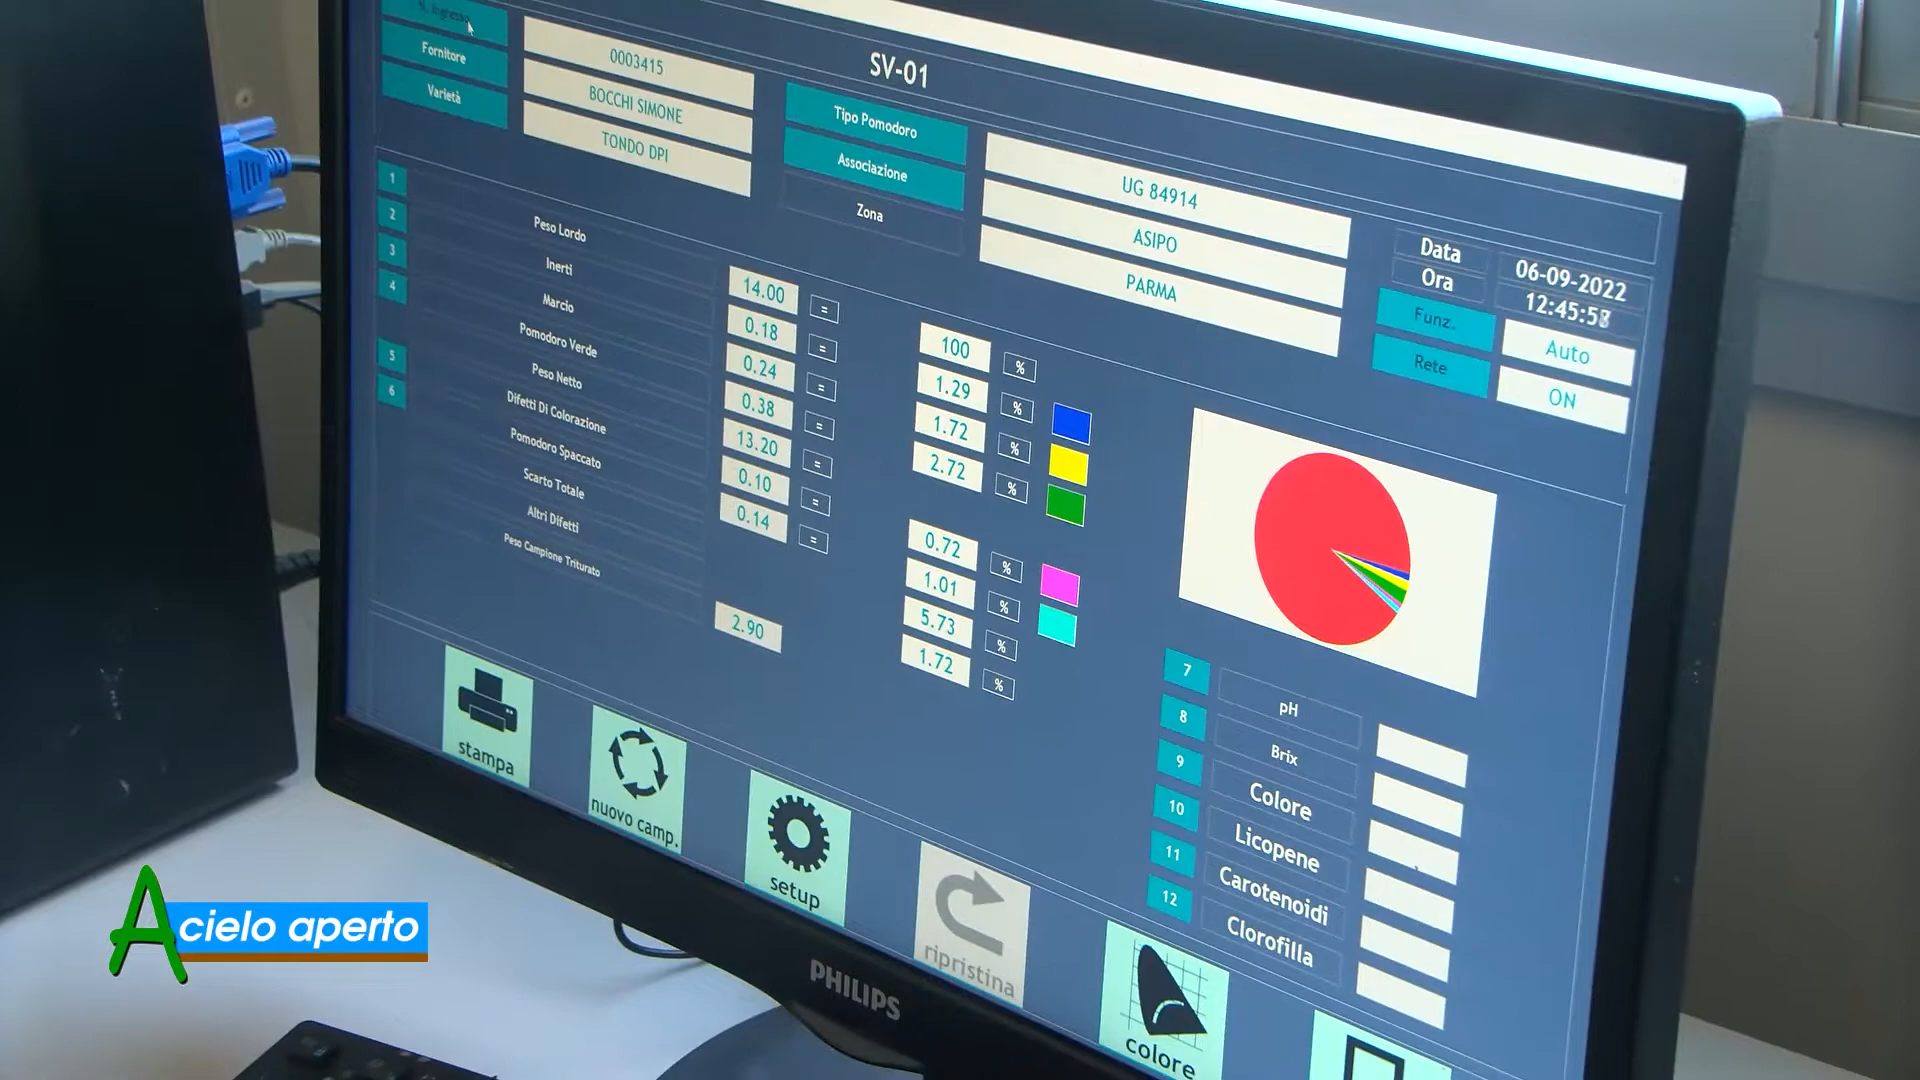 N. Ingresso
0003415
Fornitore
BOCCHI SIMONE
Varietà
TONDO DPI
SV-01
Tipo Pomodoro
UG 84914
Associazione
ASIPO
Zona
PARMA
Data
06-09-2022
Ora
Funz.
Auto
Rete
ON
1
2
3
4
5
6
Peso Lordo
14.00
=
100
%
Inerti
0.18
=
1.29
%
Marcio
0.24
=
1.72
%
Pomodoro Verde
0.38
=
2.72
%
Peso Netto
13.20
=
Difetti Di Colorazione
0.10
=
0.72
%
Pomodoro Spaccato
0.14
=
1.01
%
Scarto Totale
5.73
%
Altri Difetti
1.72
%
Peso Campione Triturato
2.90
7
pH
8
Brix
9
Colore
10
Licopene
11
Carotenoidi
12
Clorofilla
stampa
nuovo camp.
setup
ripristina
colore
PHILIPS
A cielo aperto